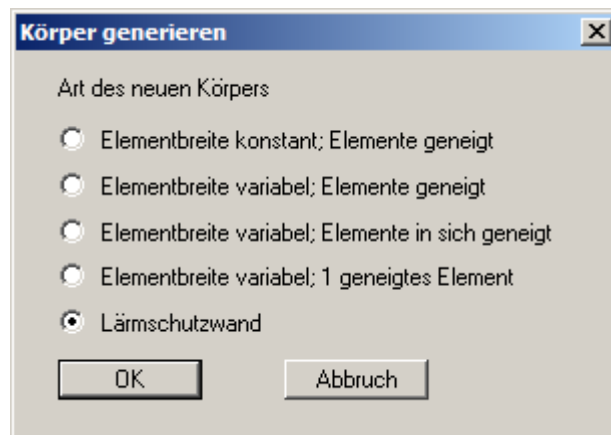 Körper generieren
Art des neuen Körpers
Elementbreite konstant; Elemente geneigt
Elementbreite variabel; Elemente geneigt
Elementbreite variabel; Elemente in sich geneigt
Elementbreite variabel; 1 geneigtes Element
Lärmschutzwand
OK Abbruch